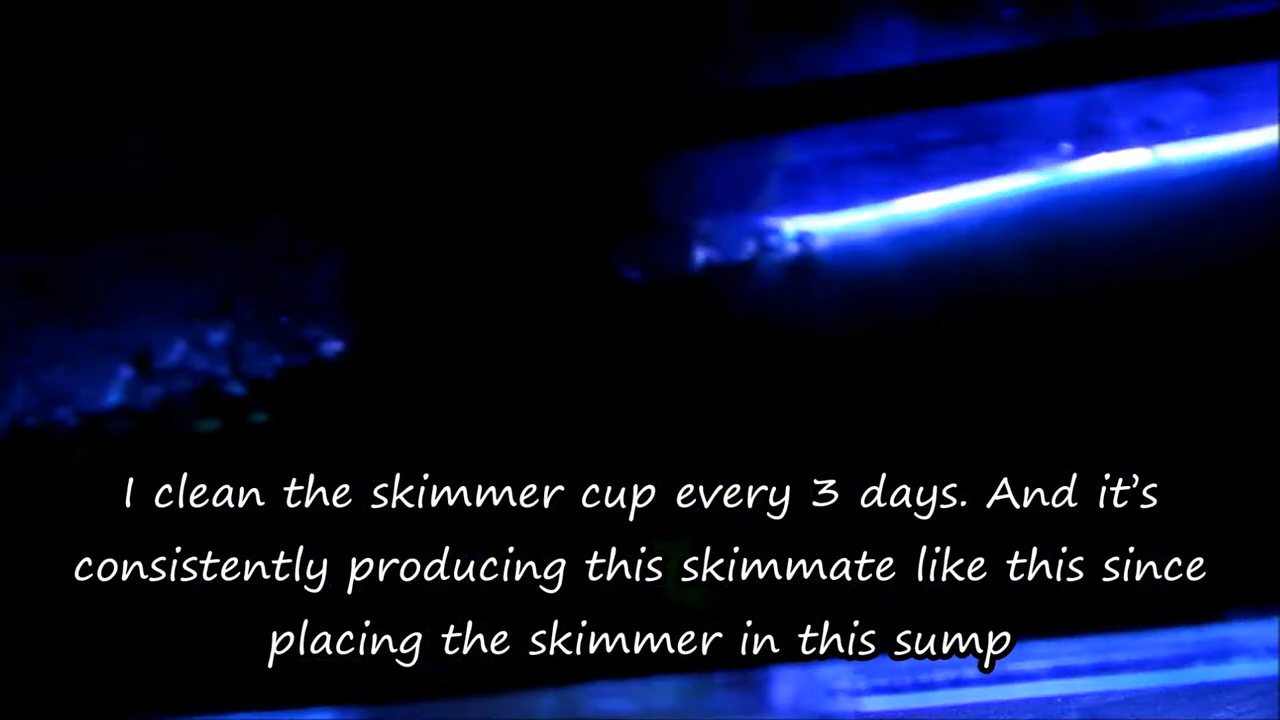 I clean the skimmer cup every 3 days. And it’s
consistently producing this skimmate like this since
placing the skimmer in this sump